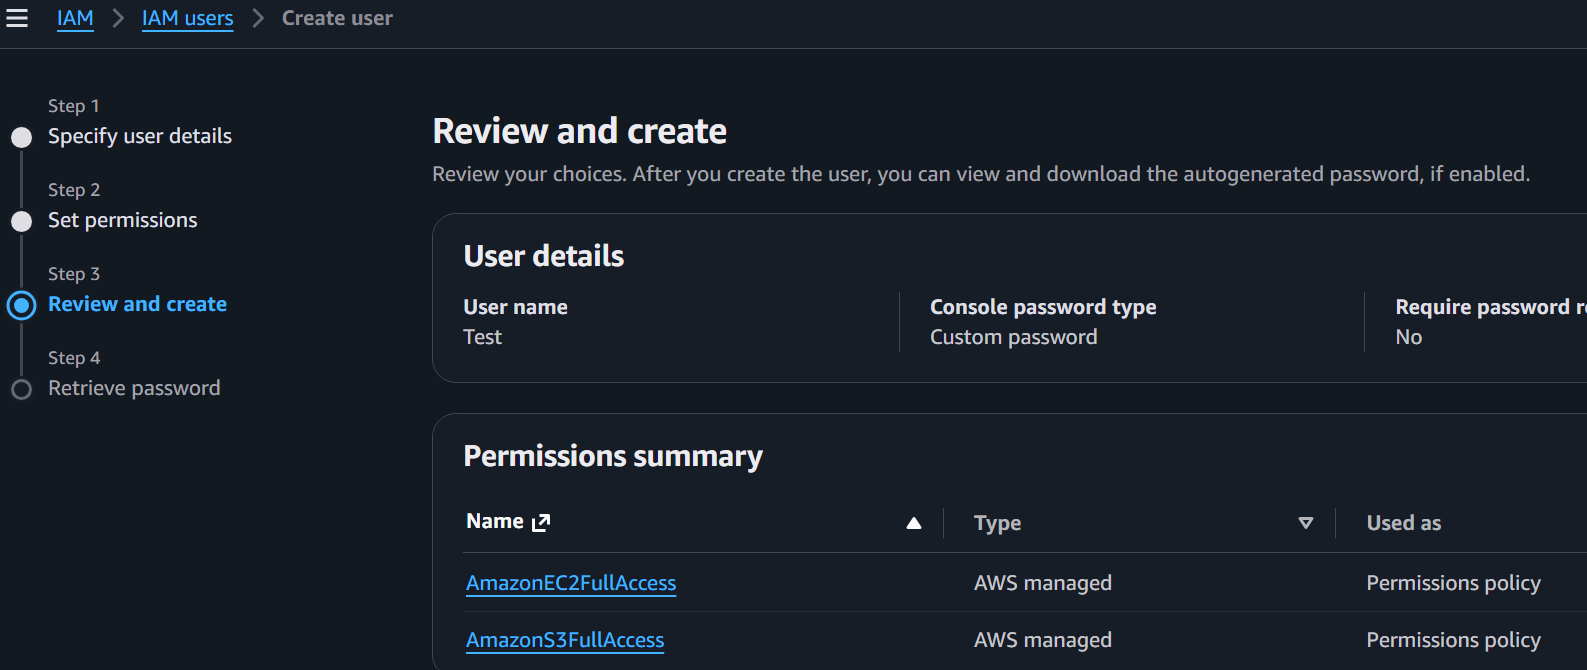 IAM > IAM users > Create user
Step 1
Specify user details
Step 2
Set permissions
Step 3
Review and create
Step 4
Retrieve password
Review and create
Review your choices. After you create the user, you can view and download the autogenerated password, if enabled.
User details
User name
Test
Console password type
Custom password
Require password
No
Permissions summary
Name Type Used as
AmazonEC2FullAccess AWS managed Permissions policy
AmazonS3FullAccess AWS managed Permissions policy